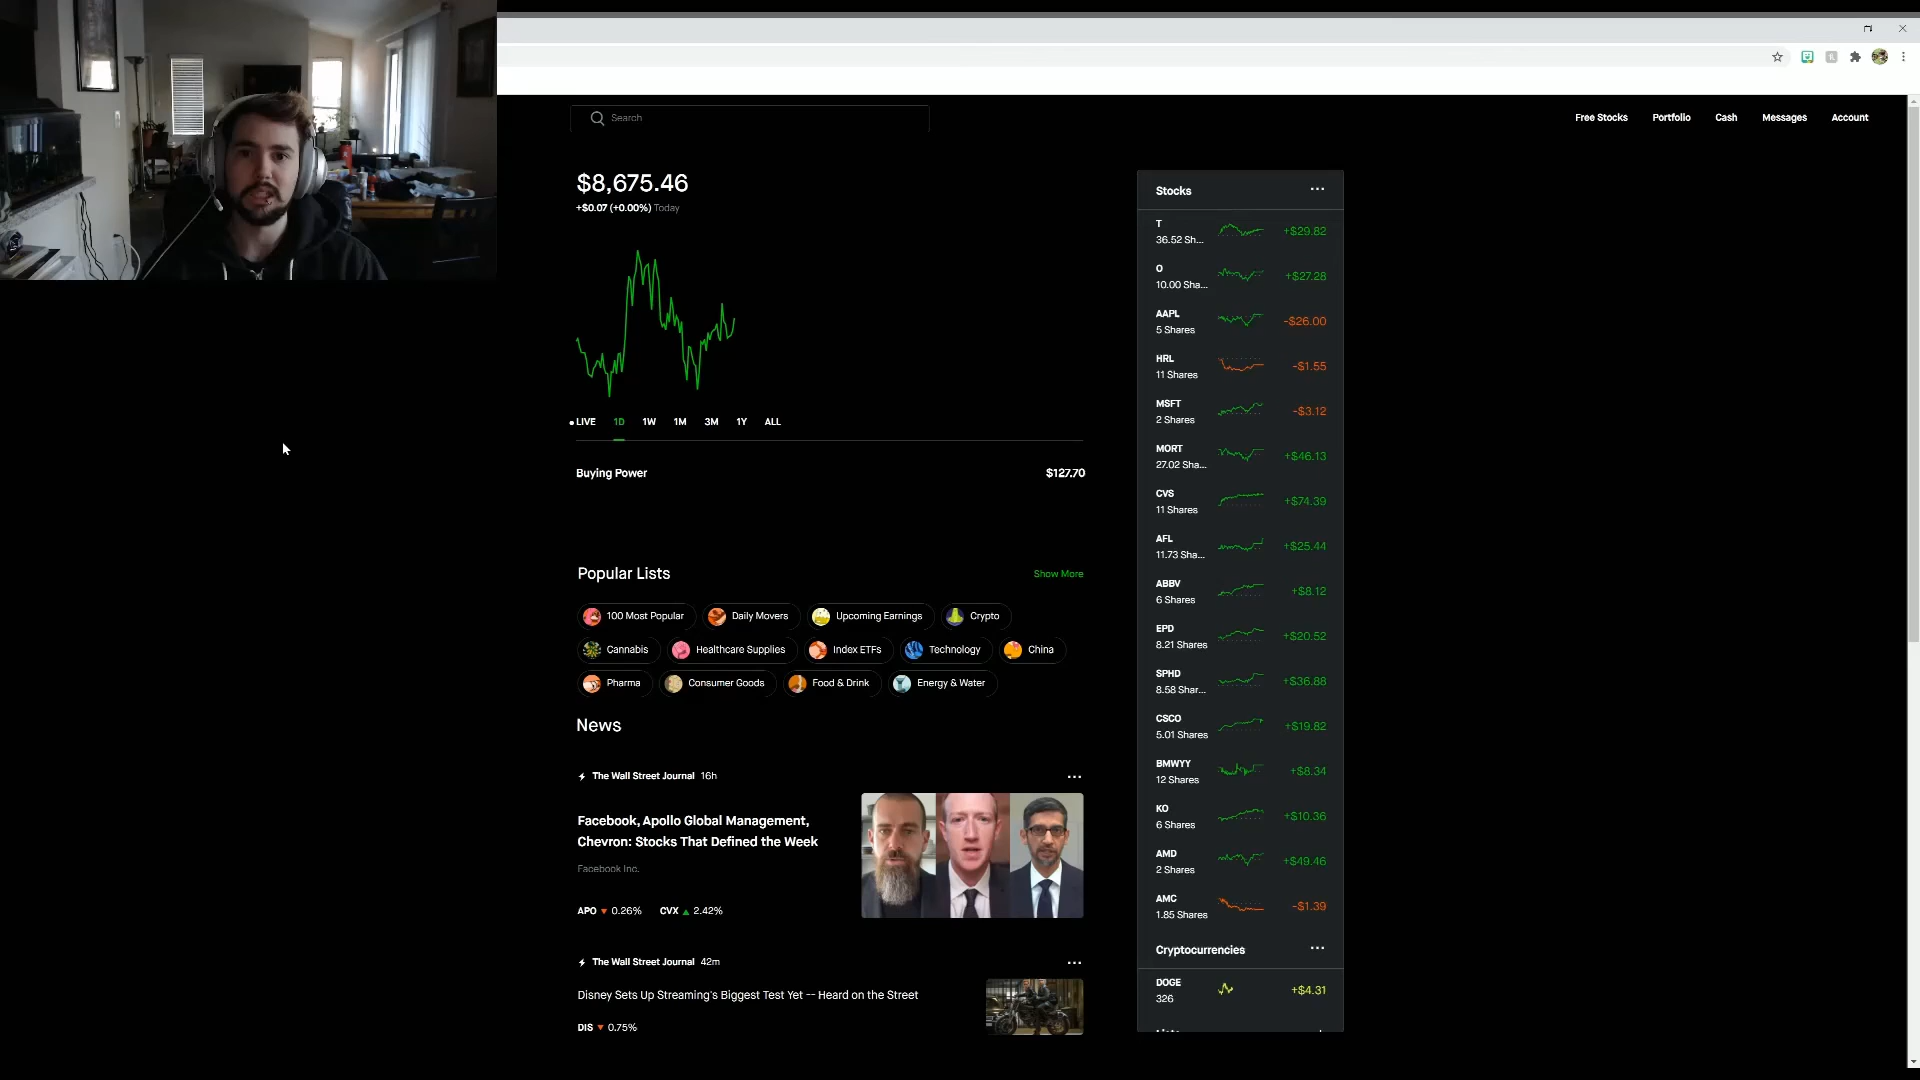 Search
Free Stocks Portfolio Cash Messages Account
$8,675.46
+$0.07 (+0.00%) Today
LIVE 1D 1W 1M 3M 1Y ALL
Buying Power $127.70
Popular Lists Show More
100 Most Popular Daily Movers Upcoming Earnings Crypto
Cannabis Healthcare Supplies Index ETFs Technology China
Pharma Consumer Goods Food & Drink Energy & Water
News
The Wall Street Journal 16h
Facebook, Apollo Global Management,
Chevron: Stocks That Defined the Week
Facebook Inc.
APO 0.26% CVX 2.42%
The Wall Street Journal 42m
Disney Sets Up Streaming's Biggest Test Yet -- Heard on the Street
DIS 0.75%
Stocks
T
36.52 Sh... +$29.82
O
10.00 Sha... +$27.28
AAPL
5 Shares -$26.00
HRL
11 Shares -$1.55
MSFT
2 Shares -$3.12
MORT
27.02 Sha... +$46.13
CVS
11 Shares +$74.39
AFL
11.73 Sha... +$25.44
ABBV
6 Shares +$8.12
EPD
8.21 Shares +$20.52
SPHD
8.58 Shar... +$36.88
CSCO
5.01 Shares +$19.82
BMWYY
12 Shares +$8.34
KO
6 Shares +$10.36
AMD
2 Shares +$49.46
AMC
1.85 Shares -$1.39
Cryptocurrencies
DOGE
326 +$4.31